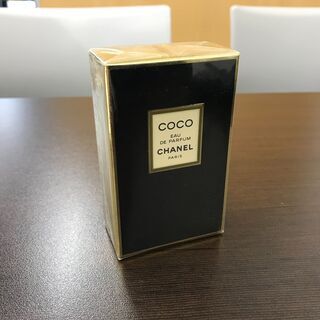 COCO
EAU
DE PARFUM
CHANEL
PARIS